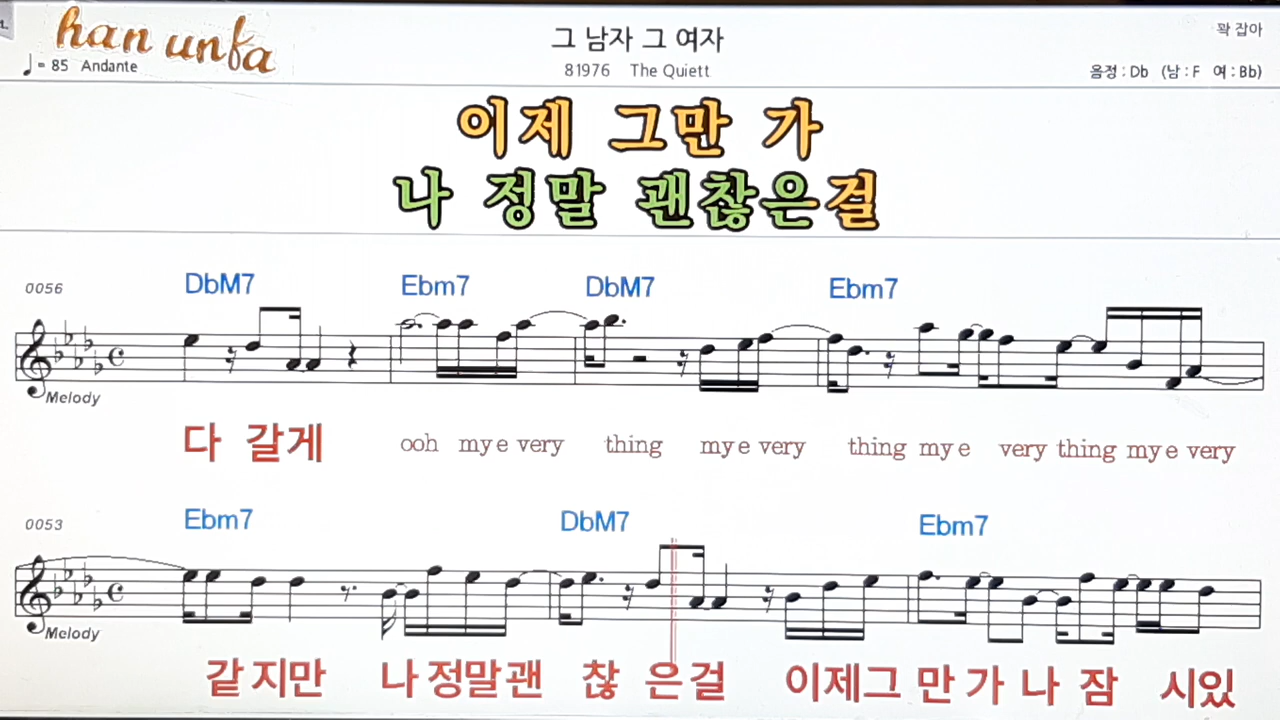 han unfa
그 남자 그 여자
꽉 잡아
♩= 85 Andante
81976 The Quiett
음정 : Db (남 : F 여 : Bb)
이제 그만 가
나 정말 괜찮은걸
0056
DbM7 Ebm7 DbM7 Ebm7
Melody
다 갈게 ooh my e very thing my e very thing my e very thing my e very
0053
Ebm7 DbM7 Ebm7
Melody
같지만 나 정말괜 찮 은걸 이제그 만 가 나 잠 시있